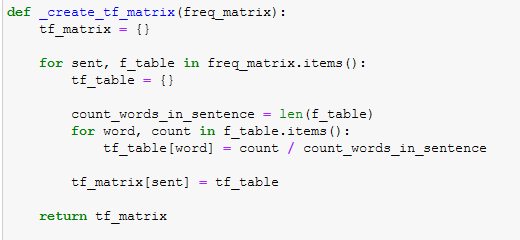 def _create_tf_matrix(freq_matrix):
    tf_matrix = {}

    for sent, f_table in freq_matrix.items():
        tf_table = {}

        count_words_in_sentence = len(f_table)
        for word, count in f_table.items():
            tf_table[word] = count / count_words_in_sentence

        tf_matrix[sent] = tf_table

    return tf_matrix